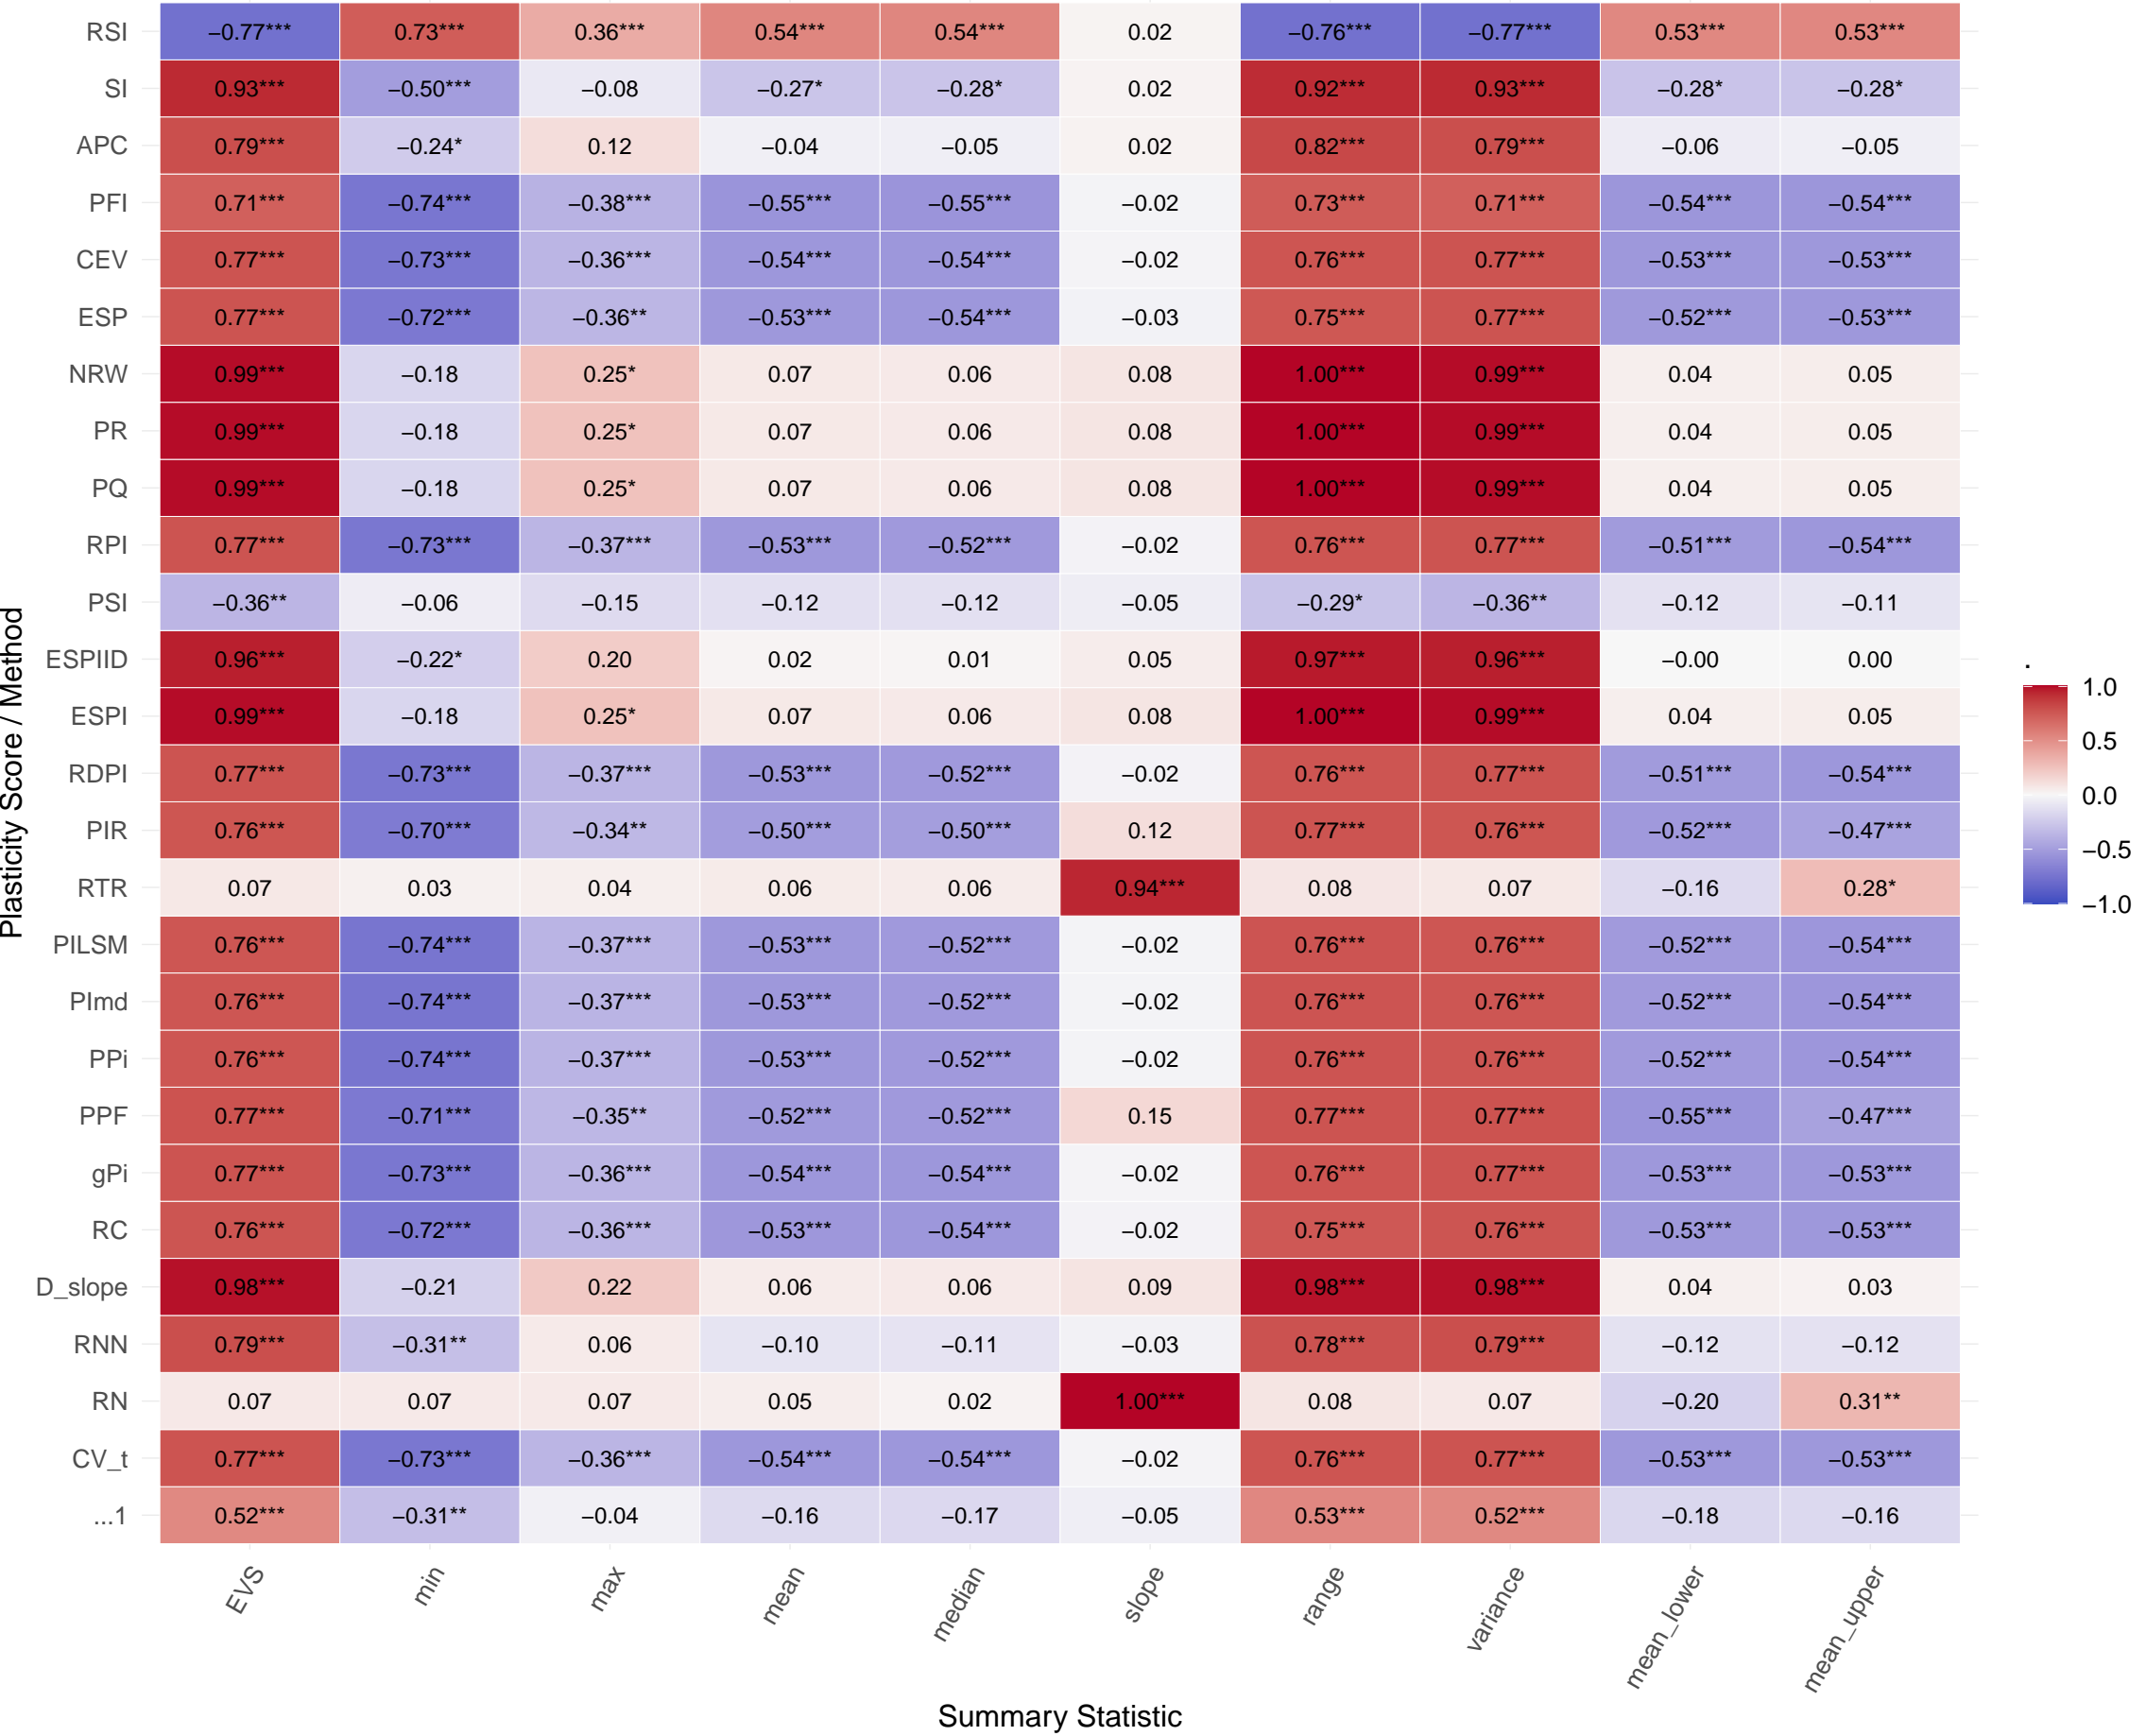 RSI −0.77*** 0.73*** 0.36*** 0.54*** 0.54*** 0.02 −0.76*** −0.77*** 0.53*** 0.53***
SI 0.93*** −0.50*** −0.08 −0.27* −0.28* 0.02 0.92*** 0.93*** −0.28* −0.28*
APC 0.79*** −0.24* 0.12 −0.04 −0.05 0.02 0.82*** 0.79*** −0.06 −0.05
PFI 0.71*** −0.74*** −0.38*** −0.55*** −0.55*** −0.02 0.73*** 0.71*** −0.54*** −0.54***
CEV 0.77*** −0.73*** −0.36*** −0.54*** −0.54*** −0.02 0.76*** 0.77*** −0.53*** −0.53***
ESP 0.77*** −0.72*** −0.36** −0.53*** −0.54*** −0.03 0.75*** 0.77*** −0.52*** −0.53***
NRW 0.99*** −0.18 0.25* 0.07 0.06 0.08 1.00*** 0.99*** 0.04 0.05
PR 0.99*** −0.18 0.25* 0.07 0.06 0.08 1.00*** 0.99*** 0.04 0.05
PQ 0.99*** −0.18 0.25* 0.07 0.06 0.08 1.00*** 0.99*** 0.04 0.05
RPI 0.77*** −0.73*** −0.37*** −0.53*** −0.52*** −0.02 0.76*** 0.77*** −0.51*** −0.54***
PSI −0.36** −0.06 −0.15 −0.12 −0.12 −0.05 −0.29* −0.36** −0.12 −0.11
ESPIID 0.96*** −0.22* 0.20 0.02 0.01 0.05 0.97*** 0.96*** −0.00 0.00
ESPI 0.99*** −0.18 0.25* 0.07 0.06 0.08 1.00*** 0.99*** 0.04 0.05
RDPI 0.77*** −0.73*** −0.37*** −0.53*** −0.52*** −0.02 0.76*** 0.77*** −0.51*** −0.54***
PIR 0.76*** −0.70*** −0.34** −0.50*** −0.50*** 0.12 0.77*** 0.76*** −0.52*** −0.47***
RTR 0.07 0.03 0.04 0.06 0.06 0.94*** 0.08 0.07 −0.16 0.28*
PILSM 0.76*** −0.74*** −0.37*** −0.53*** −0.52*** −0.02 0.76*** 0.76*** −0.52*** −0.54***
PImd 0.76*** −0.74*** −0.37*** −0.53*** −0.52*** −0.02 0.76*** 0.76*** −0.52*** −0.54***
PPi 0.76*** −0.74*** −0.37*** −0.53*** −0.52*** −0.02 0.76*** 0.76*** −0.52*** −0.54***
PPF 0.77*** −0.71*** −0.35** −0.52*** −0.52*** 0.15 0.77*** 0.77*** −0.55*** −0.47***
gPi 0.77*** −0.73*** −0.36*** −0.54*** −0.54*** −0.02 0.76*** 0.77*** −0.53*** −0.53***
RC 0.76*** −0.72*** −0.36*** −0.53*** −0.54*** −0.02 0.75*** 0.76*** −0.53*** −0.53***
D_slope 0.98*** −0.21 0.22 0.06 0.06 0.09 0.98*** 0.98*** 0.04 0.03
RNN 0.79*** −0.31** 0.06 −0.10 −0.11 −0.03 0.78*** 0.79*** −0.12 −0.12
RN 0.07 0.07 0.07 0.05 0.02 1.00*** 0.08 0.07 −0.20 0.31**
CV_t 0.77*** −0.73*** −0.36*** −0.54*** −0.54*** −0.02 0.76*** 0.77*** −0.53*** −0.53***
...1 0.52*** −0.31** −0.04 −0.16 −0.17 −0.05 0.53*** 0.52*** −0.18 −0.16
EVS min max mean median slope range variance mean_lower mean_upper
Summary Statistic
Plasticity Score / Method
.
1.0
0.5
0.0
−0.5
−1.0